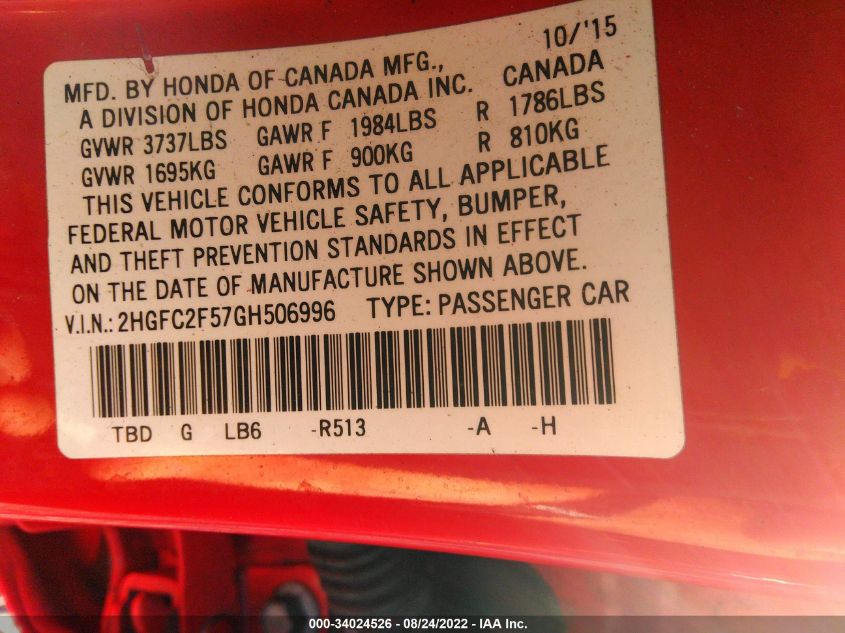 10/'15
MFD. BY HONDA OF CANADA MFG.,
A DIVISION OF HONDA CANADA INC. CANADA
GVWR 3737LBS GAWR F 1984LBS R 1786LBS
GVWR 1695KG GAWR F 900KG R 810KG
THIS VEHICLE CONFORMS TO ALL APPLICABLE
FEDERAL MOTOR VEHICLE SAFETY, BUMPER,
AND THEFT PREVENTION STANDARDS IN EFFECT
ON THE DATE OF MANUFACTURE SHOWN ABOVE.
V.I.N.: 2HGFC2F57GH506996 TYPE: PASSENGER CAR
TBD G LB6 -R513 -A -H
000-34024526 - 08/24/2022 - IAA Inc.